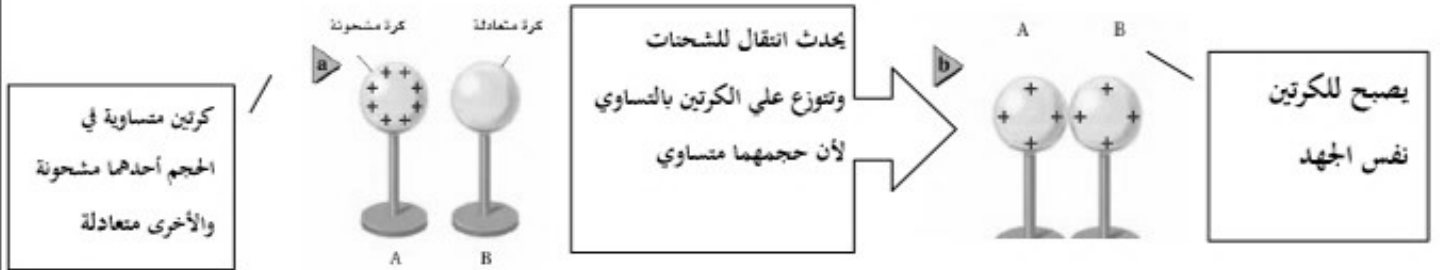 كرتين متساوية في
الحجم أحدهما مشحونة
والأخرى متعادلة
كرة مشحونة
كرة متعادلة
a
A
B
يحدث انتقال للشحنات
وتتوزع علي الكرتين بالتساوي
لأن حجمهما متساوي
b
A
B
يصبح للكرتين
نفس الجهد